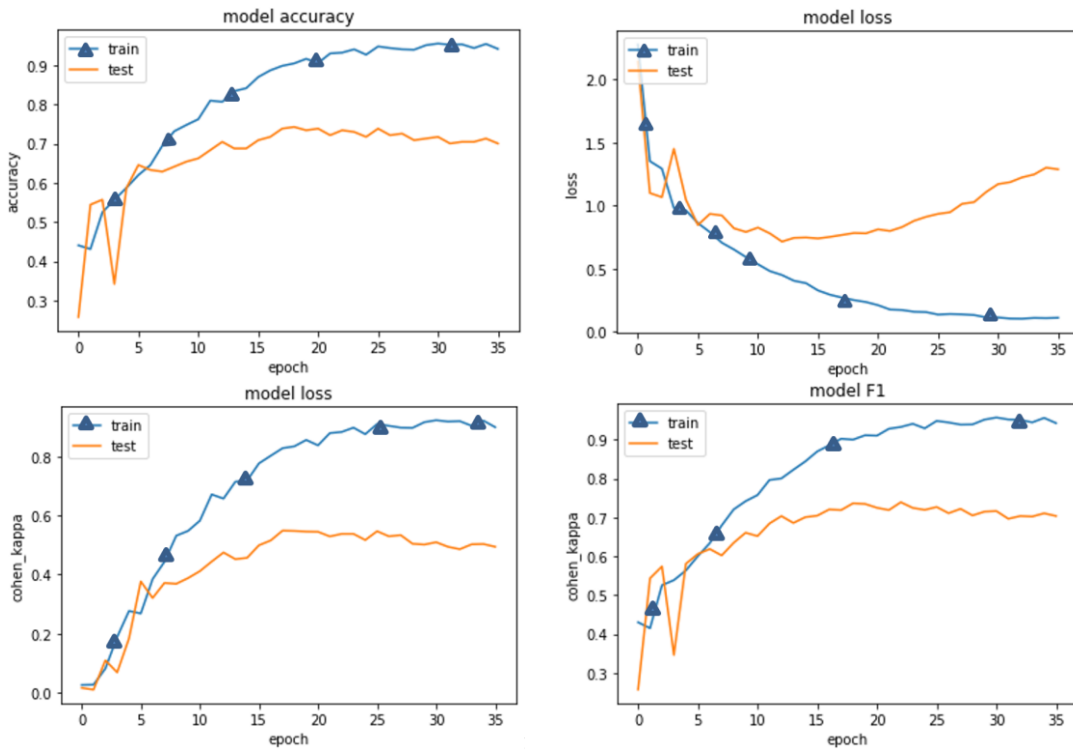 model accuracy
train
test
accuracy
0.9
0.8
0.7
0.6
0.5
0.4
0.3
0 5 10 15 20 25 30 35
epoch
model loss
train
test
loss
2.0
1.5
1.0
0.5
0.0
0 5 10 15 20 25 30 35
epoch
model loss
train
test
cohen_kappa
0.8
0.6
0.4
0.2
0.0
0 5 10 15 20 25 30 35
epoch
model F1
train
test
cohen_kappa
0.9
0.8
0.7
0.6
0.5
0.4
0.3
0 5 10 15 20 25 30 35
epoch